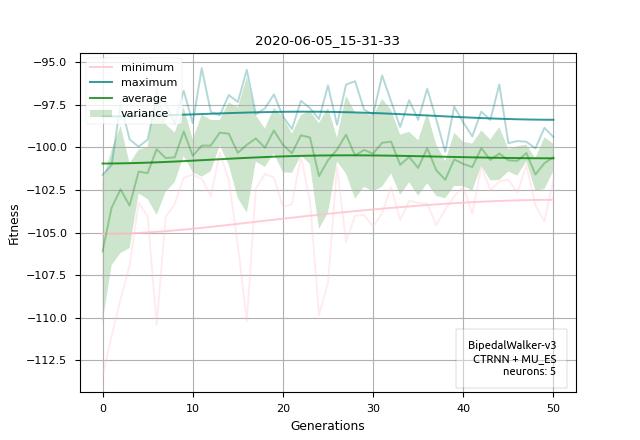 2020-06-05_15-31-33
minimum
maximum
average
variance
−95.0
−97.5
−100.0
−102.5
−105.0
−107.5
−110.0
−112.5
Fitness
BipedalWalker-v3
CTRNN + MU_ES
neurons: 5
0 10 20 30 40 50
Generations